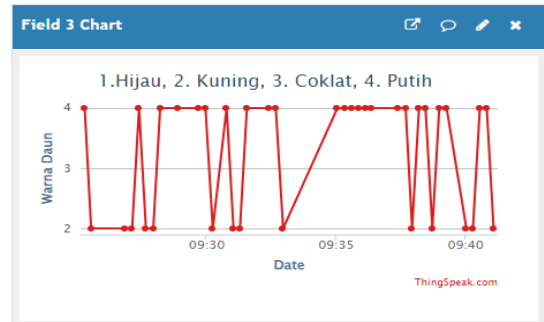 Field 3 Chart
1.Hijau, 2. Kuning, 3. Coklat, 4. Putih
4
3
2
Warna Daun
09:30 09:35 09:40
Date
ThingSpeak.com